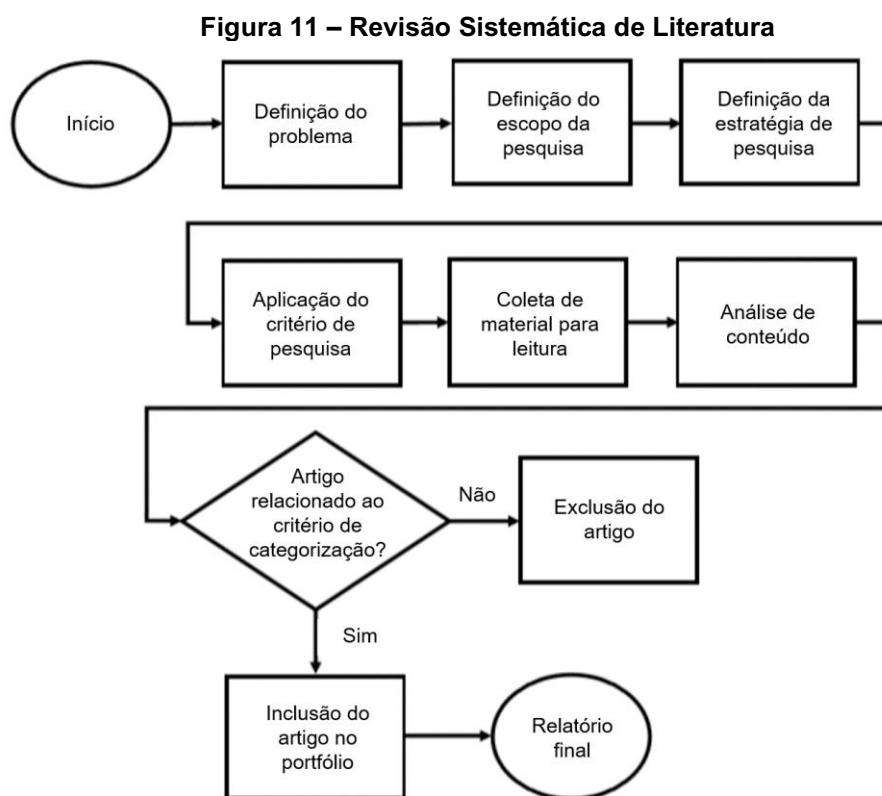 Figura 11 – Revisão Sistemática de Literatura
Início
Definição do
problema
Definição do
escopo da
pesquisa
Definição da
estratégia de
pesquisa
Aplicação do
critério de
pesquisa
Coleta de
material para
leitura
Análise de
conteúdo
Artigo
relacionado ao
critério de
categorização?
Não
Exclusão do
artigo
Sim
Inclusão do
artigo no
portfólio
Relatório
final